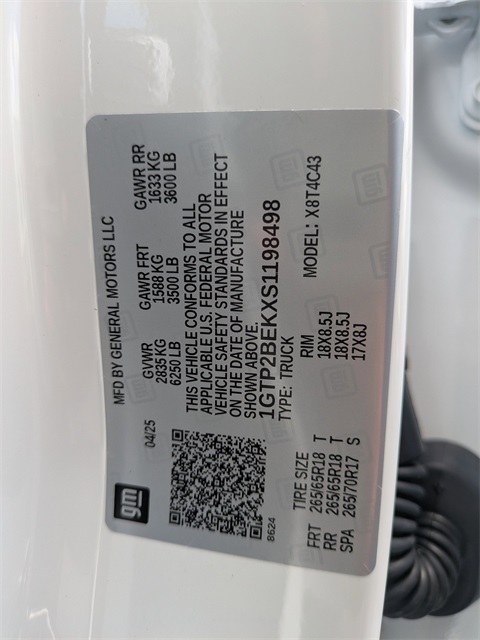 gm
MFD BY GENERAL MOTORS LLC
04/25
GVWR GAWR FRT GAWR RR
2835 KG 1588 KG 1633 KG
6250 LB 3500 LB 3600 LB
THIS VEHICLE CONFORMS TO ALL
APPLICABLE U.S. FEDERAL MOTOR
VEHICLE SAFETY STANDARDS IN EFFECT
ON THE DATE OF MANUFACTURE
SHOWN ABOVE.
1GTP2BEKXS1198498
8624
TYPE: TRUCK MODEL: X8T4C43
TIRE SIZE RIM
FRT 265/65R18 T 18X8.5J
RR 265/65R18 T 18X8.5J
SPA 265/70R17 S 17X8J